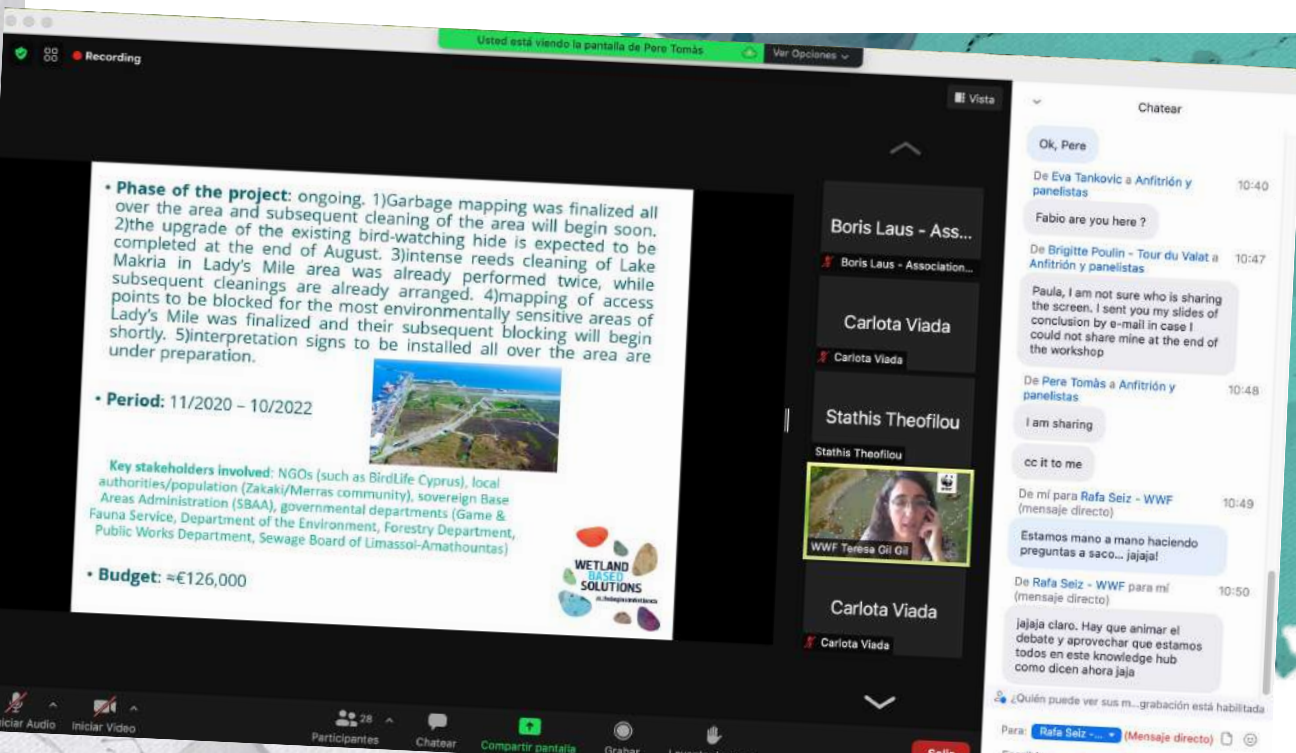 Usted está viendo la pantalla de Pere Tomàs
Ver Opciones
Recording
Vista
• Phase of the project: ongoing. 1)Garbage mapping was finalized all
over the area and subsequent cleaning of the area will begin soon.
2)the upgrade of the existing bird-watching hide is expected to be
completed at the end of August. 3)intense reeds cleaning of Lake
Makria in Lady's Mile area was already performed twice, while
subsequent cleanings are already arranged. 4)mapping of access
points to be blocked for the most environmentally sensitive areas of
Lady's Mile was finalized and their subsequent blocking will begin
shortly. 5)interpretation signs to be installed all over the area are
under preparation.
• Period: 11/2020 – 10/2022
Key stakeholders involved: NGOs (such as BirdLife Cyprus), local
authorities/population (Zakaki/Merras community), sovereign Base
Areas Administration (SBAA), governmental departments (Game &
Fauna Service, Department of the Environment, Forestry Department,
Public Works Department, Sewage Board of Limassol-Amathountas)
• Budget: ≈€126,000
WETLAND
BASED
SOLUTIONS
Boris Laus - Ass...
Boris Laus - Association...
Carlota Viada
Carlota Viada
Stathis Theofilou
Stathis Theofilou
WWF
WWF Teresa Gil Gil
Carlota Viada
Carlota Viada
Chatear
Ok, Pere
De Eva Tankovic a Anfitrión y
panelistas
10:40
Fabio are you here ?
De Brigitte Poulin - Tour du Valat a
Anfitrión y panelistas
10:47
Paula, I am not sure who is sharing
the screen. I sent you my slides of
conclusion by e-mail in case I
could not share mine at the end of
the workshop
De Pere Tomàs a Anfitrión y
panelistas
10:48
I am sharing
cc it to me
De mí para Rafa Seiz - WWF
(mensaje directo)
10:49
Estamos mano a mano haciendo
preguntas a saco... jajaja!
De Rafa Seiz - WWF para mí
(mensaje directo)
10:50
jajaja claro. Hay que animar el
debate y aprovechar que estamos
todos en este knowledge hub
como dicen ahora jaja
¿Quién puede ver sus m...grabación está habilitada
Para: Rafa Seiz -... (Mensaje directo)
iciar Audio
Iniciar Video
28
Participantes
Chatear
Compartir pantalla
Grabar
Salir